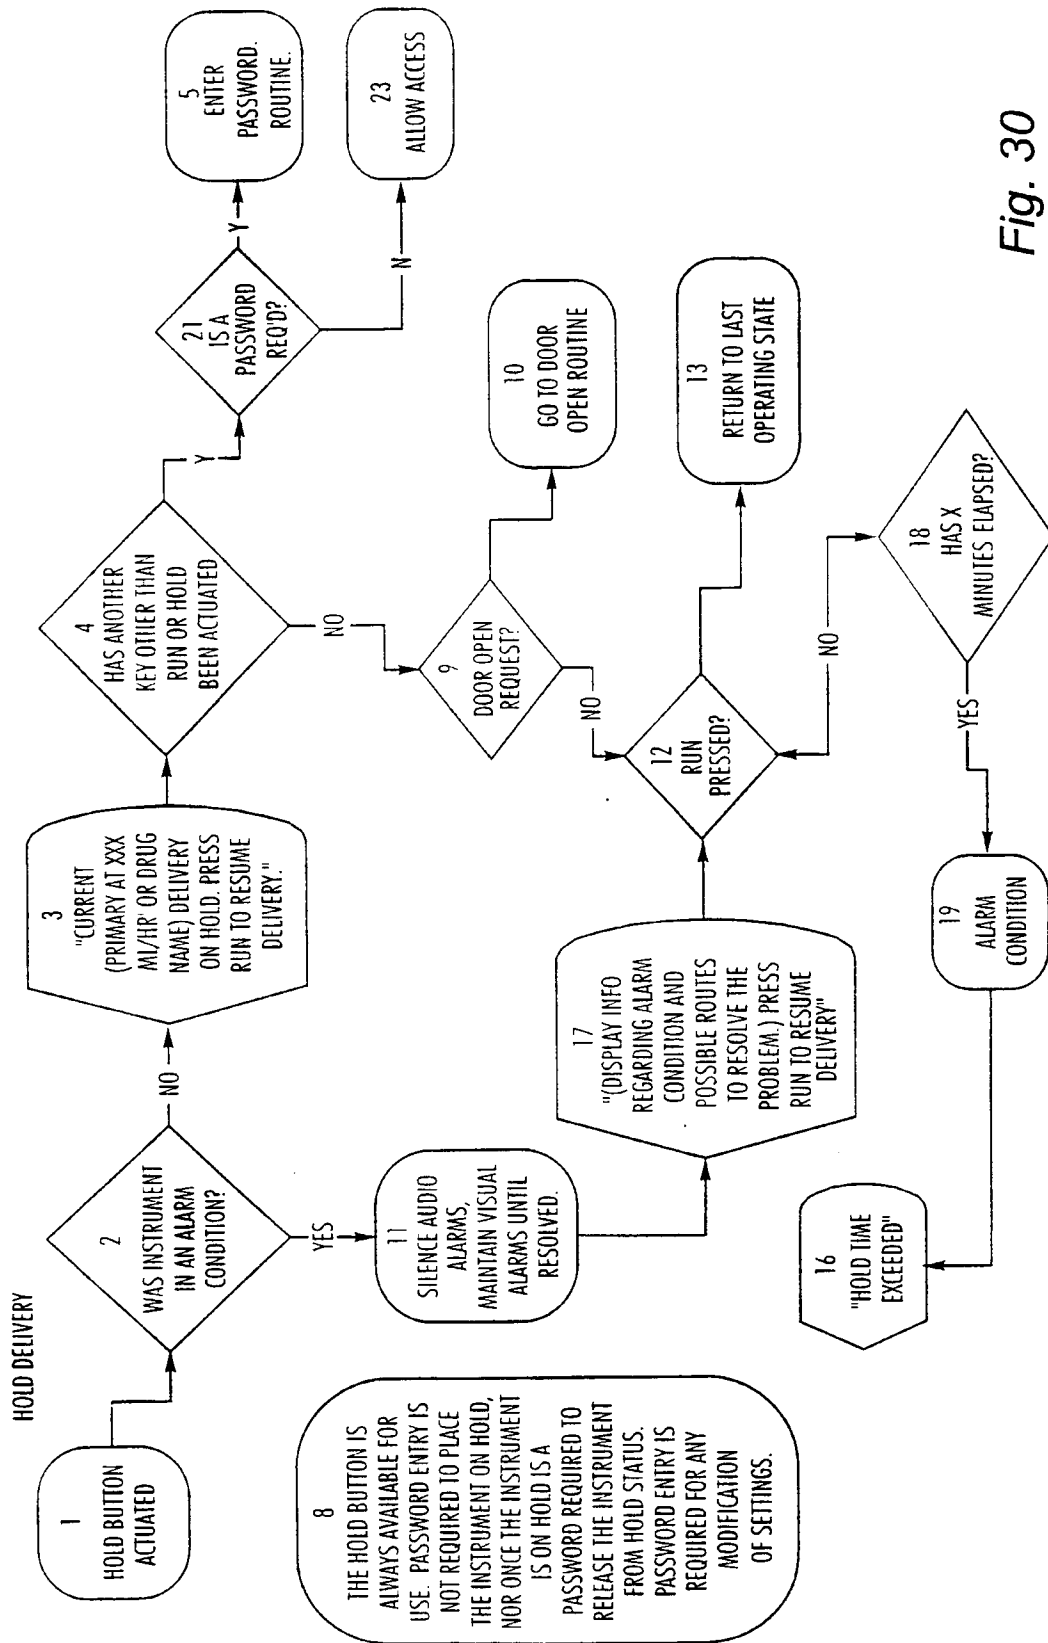 HOLD DELIVERY
1
HOLD BUTTON
ACTUATED
2
WAS INSTRUMENT
IN AN ALARM
CONDITION?
NO
YES
3
"CURRENT
(PRIMARY AT XXX
Ml/HR' OR DRUG
NAME) DELIVERY
ON HOLD. PRESS
RUN TO RESUME
DELIVERY."
4
HAS ANOTHER
KEY OTHER THAN
RUN OR HOLD
BEEN ACTUATED
Y
NO
21
IS A
PASSWORD
REQ'D?
Y
N
5
ENTER
PASSWORD.
ROUTINE.
23
ALLOW ACCESS
9
DOOR OPEN
REQUEST?
NO
10
GO TO DOOR
OPEN ROUTINE
11
SILENCE AUDIO
ALARMS,
MAINTAIN VISUAL
ALARMS UNTIL
RESOLVED.
17
"(DISPLAY INFO
REGARDING ALARM
CONDITION AND
POSSIBLE ROUTES
TO RESOLVE THE
PROBLEM.) PRESS
RUN TO RESUME
DELIVERY"
12
RUN
PRESSED?
NO
13
RETURN TO LAST
OPERATING STATE
18
HAS X
MINUTES ELAPSED?
YES
19
ALARM
CONDITION
16
"HOLD TIME
EXCEEDED"
8
THE HOLD BUTTON IS
ALWAYS AVAILABLE FOR
USE. PASSWORD ENTRY IS
NOT REQUIRED TO PLACE
THE INSTRUMENT ON HOLD,
NOR ONCE THE INSTRUMENT
IS ON HOLD IS A
PASSWORD REQUIRED TO
RELEASE THE INSTRUMENT
FROM HOLD STATUS.
PASSWORD ENTRY IS
REQUIRED FOR ANY
MODIFICATION
OF SETTINGS.
Fig. 30